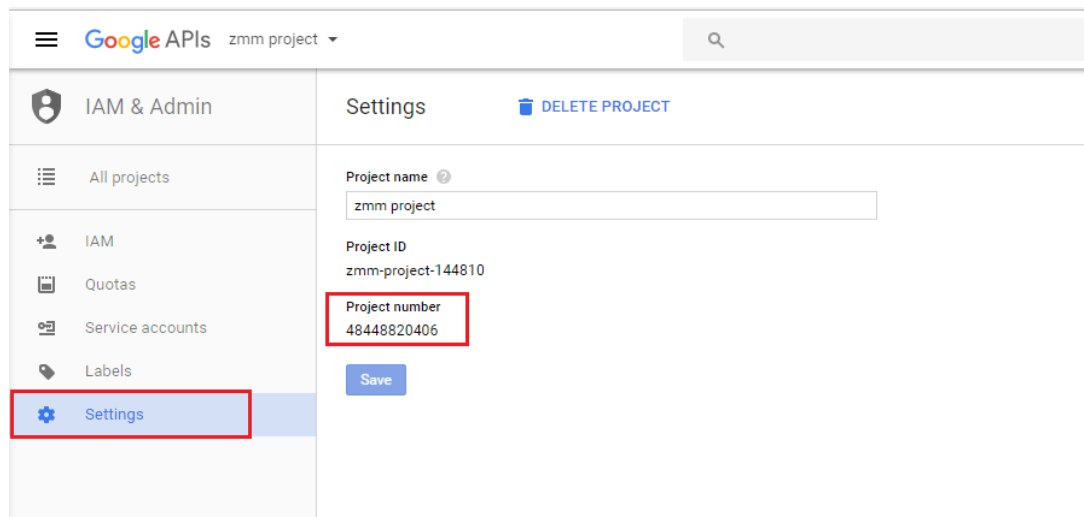 Google APIs zmm project
IAM & Admin
Settings
DELETE PROJECT
All projects
IAM
Quotas
Service accounts
Labels
Settings
Project name ?
zmm project
Project ID
zmm-project-144810
Project number
48448820406
Save